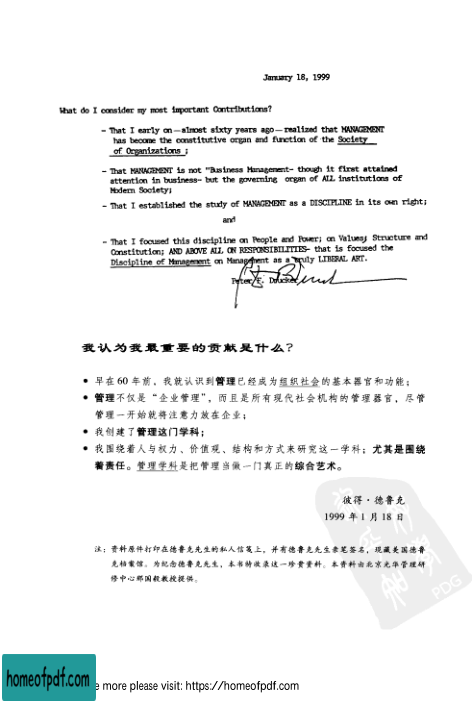 January 18, 1999
What do I consider my most important Contributions?
- That I early on—almost sixty years ago—realized that MANAGEMENT
has become the constitutive organ and function of the Society
of Organizations ;
- That MANAGEMENT is not "Business Management- though it first attained
attention in business- but the governing organ of ALL institutions of
Modern Society;
- That I established the study of MANAGEMENT as a DISCIPLINE in its own right;
and
- That I focused this discipline on People and Power; on Values; Structure and
Constitution; AND ABOVE ALL ON RESPONSIBILITIES- that is focused the
Discipline of Management on Management as a truly LIBERAL ART.
Peter F. Drucker
我认为我最重要的贡献是什么?
● 早在 60 年前,我就认识到管理已经成为组织社会的基本器官和功能;
● 管理不仅是“企业管理”,而且是所有现代社会机构的管理器官,尽管
管理一开始就将注意力放在企业;
● 我创建了管理这门学科;
● 我围绕着人与权力、价值观、结构和方式来研究这一学科;尤其是围绕
着责任。管理学科是把管理当做一门真正的综合艺术。
彼得·德鲁克
1999 年 1 月 18 日
注:资料原件打印在德鲁克先生的私人信笺上,并有德鲁克先生亲笔签名,现藏美国德鲁
克档案馆。为纪念德鲁克先生,本书特收录这一珍贵资料。本资料由北京光华管理研
修中心那国毅教授提供。
PDG
homeofpdf.com
e more please visit: https://homeofpdf.com